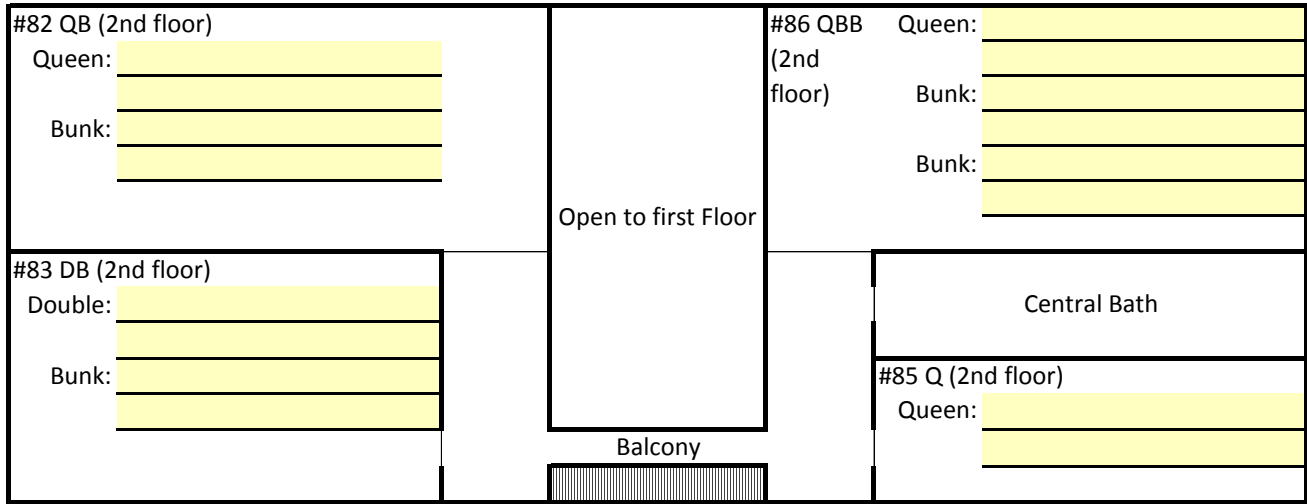 #82 QB (2nd floor)
Queen:
Bunk:
#86 QBB
(2nd
floor)
Queen:
Bunk:
Bunk:
Open to first Floor
#83 DB (2nd floor)
Double:
Bunk:
Central Bath
#85 Q (2nd floor)
Queen:
Balcony